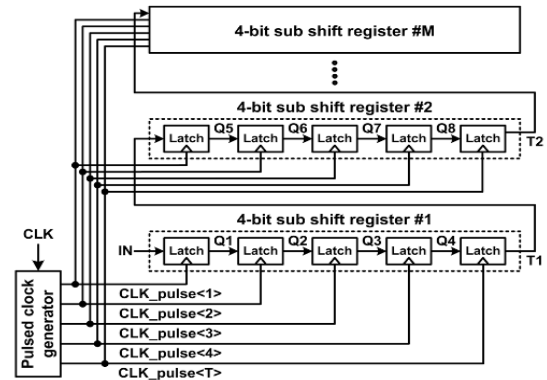 4-bit sub shift register #M
4-bit sub shift register #2
Latch Q5 Latch Q6 Latch Q7 Latch Q8 Latch
T2
4-bit sub shift register #1
CLK
IN Latch Q1 Latch Q2 Latch Q3 Latch Q4 Latch
T1
Pulsed clock
generator
CLK_pulse<1>
CLK_pulse<2>
CLK_pulse<3>
CLK_pulse<4>
CLK_pulse<T>